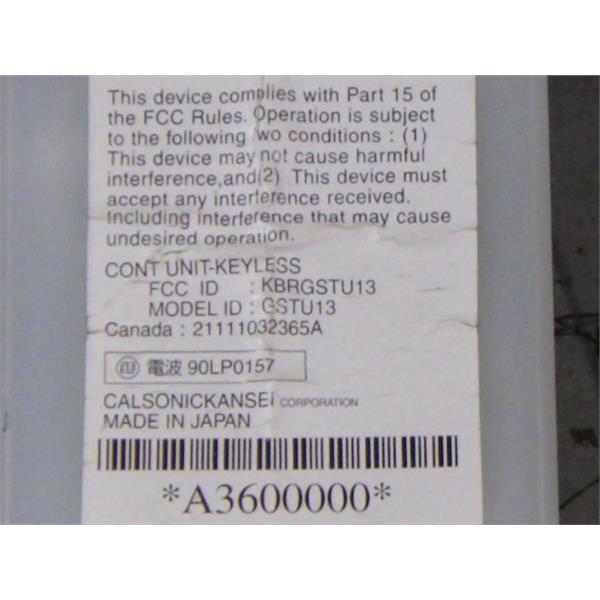 This device complies with Part 15 of
the FCC Rules. Operation is subject
to the following two conditions : (1)
This device may not cause harmful
interference,and(2) This device must
accept any interference received.
Including interference that may cause
undesired operation.
CONT UNIT-KEYLESS
FCC ID : KBRGSTU13
MODEL ID : GSTU13
Canada : 21111032365A
電波 90LP0157
CALSONICKANSEI CORPORATION
MADE IN JAPAN
*A3600000*